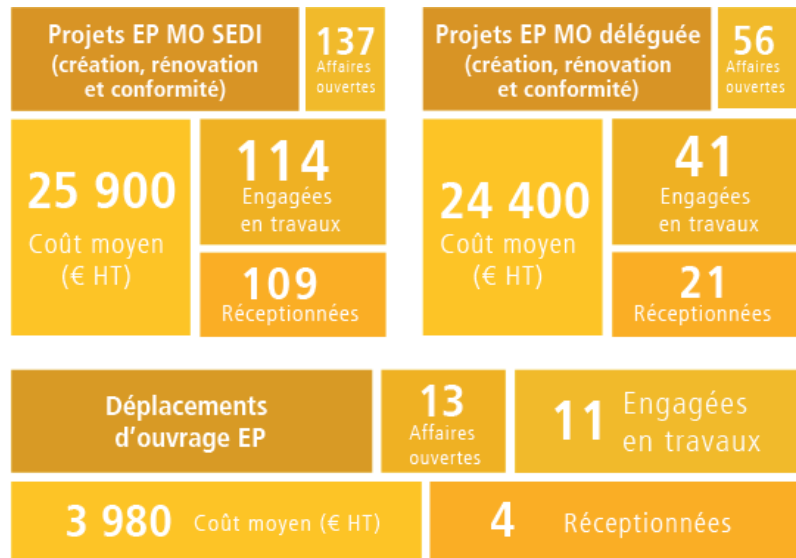 Projets EP MO SEDI
(création, rénovation
et conformité)
137
Affaires
ouvertes
25 900
Coût moyen
(€ HT)
114
Engagées
en travaux
109
Réceptionnées
Projets EP MO déléguée
(création, rénovation
et conformité)
56
Affaires
ouvertes
24 400
Coût moyen
(€ HT)
41
Engagées
en travaux
21
Réceptionnées
Déplacements
d’ouvrage EP
13
Affaires
ouvertes
11 Engagées
en travaux
3 980 Coût moyen (€ HT)
4 Réceptionnées